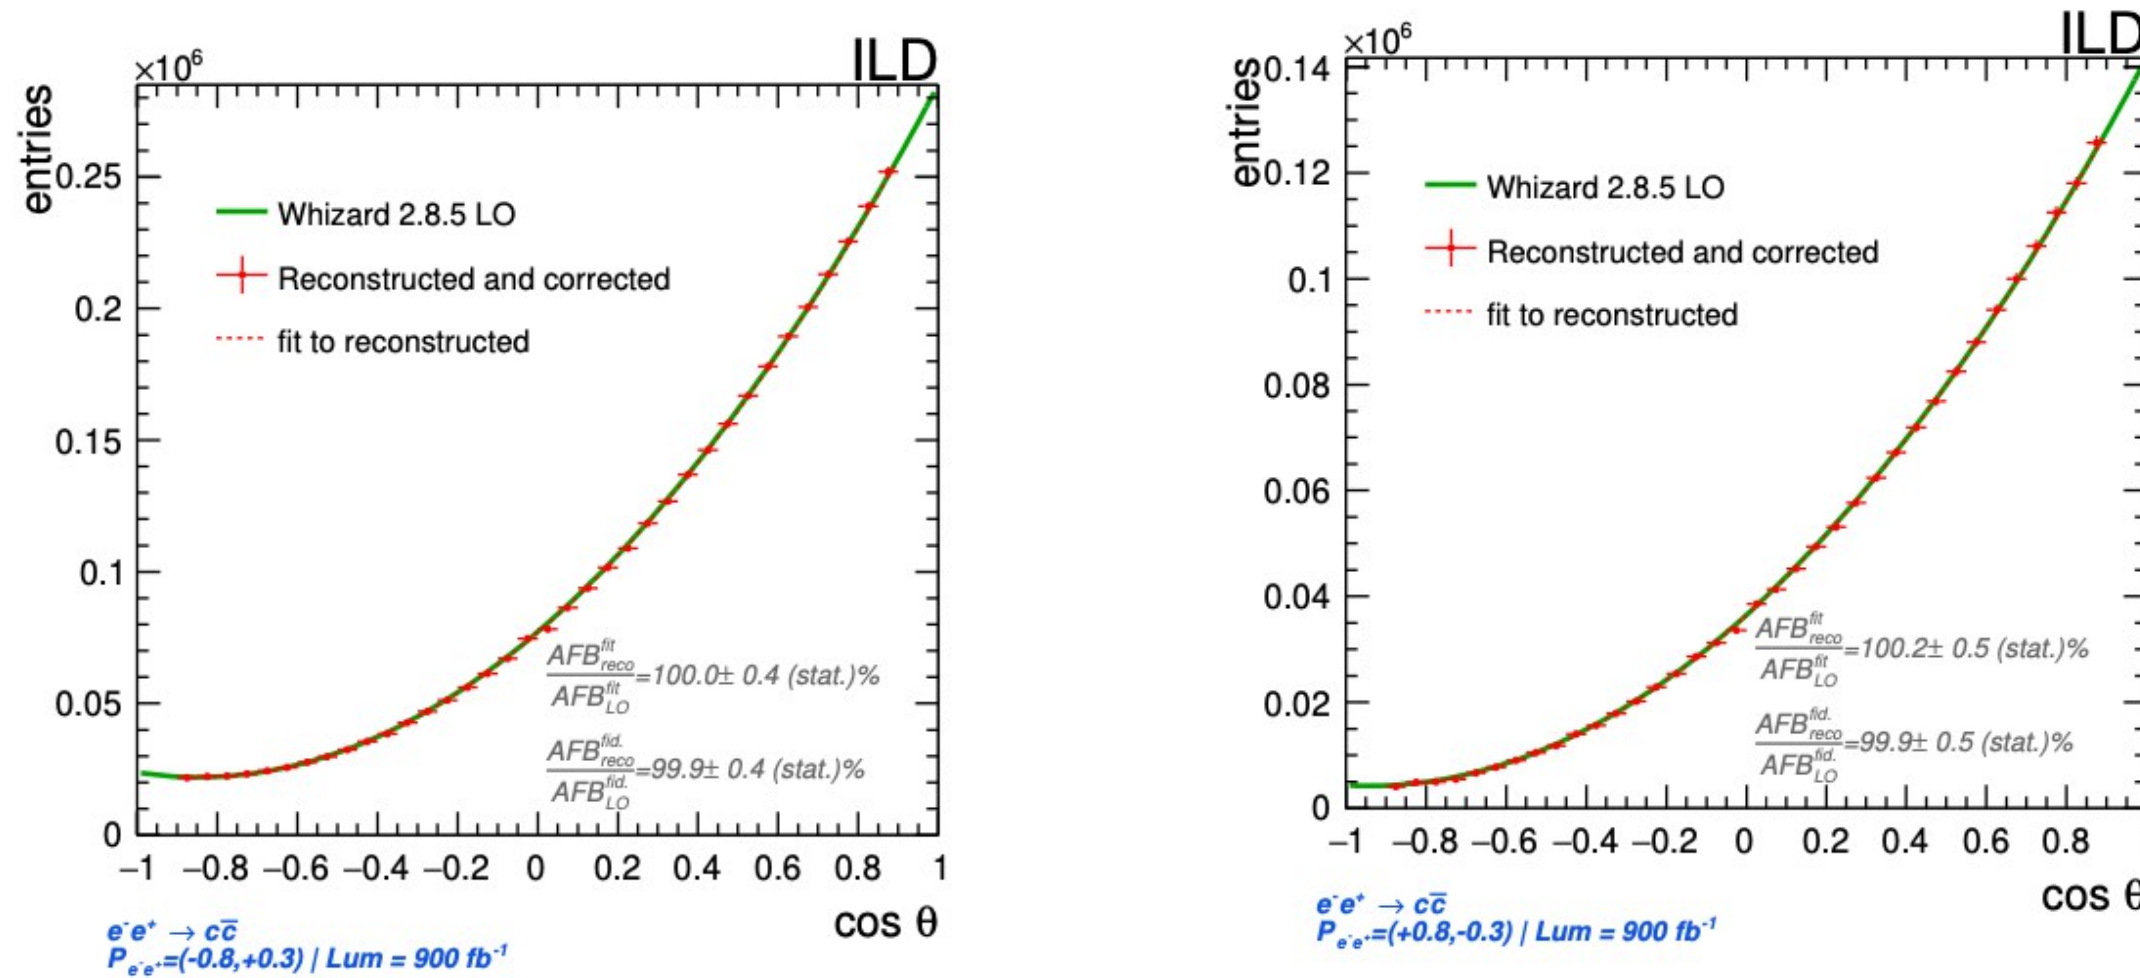 ×10⁶
ILD
entries
0.25
0.2
0.15
0.1
0.05
0
Whizard 2.8.5 LO
Reconstructed and corrected
fit to reconstructed
AFB^fit_reco / AFB^fit_LO =100.0± 0.4 (stat.)%
AFB^fid._reco / AFB^fid._LO =99.9± 0.4 (stat.)%
−1 −0.8 −0.6 −0.4 −0.2 0 0.2 0.4 0.6 0.8 1
cos θ
e⁻e⁺ → cc̅
P_e⁻e⁺=(-0.8,+0.3) | Lum = 900 fb⁻¹
×10⁶
ILD
entries
0.14
0.12
0.1
0.08
0.06
0.04
0.02
0
Whizard 2.8.5 LO
Reconstructed and corrected
fit to reconstructed
AFB^fit_reco / AFB^fit_LO =100.2± 0.5 (stat.)%
AFB^fid._reco / AFB^fid._LO =99.9± 0.5 (stat.)%
−1 −0.8 −0.6 −0.4 −0.2 0 0.2 0.4 0.6 0.8
cos θ
e⁻e⁺ → cc̅
P_e⁻e⁺=(+0.8,-0.3) | Lum = 900 fb⁻¹